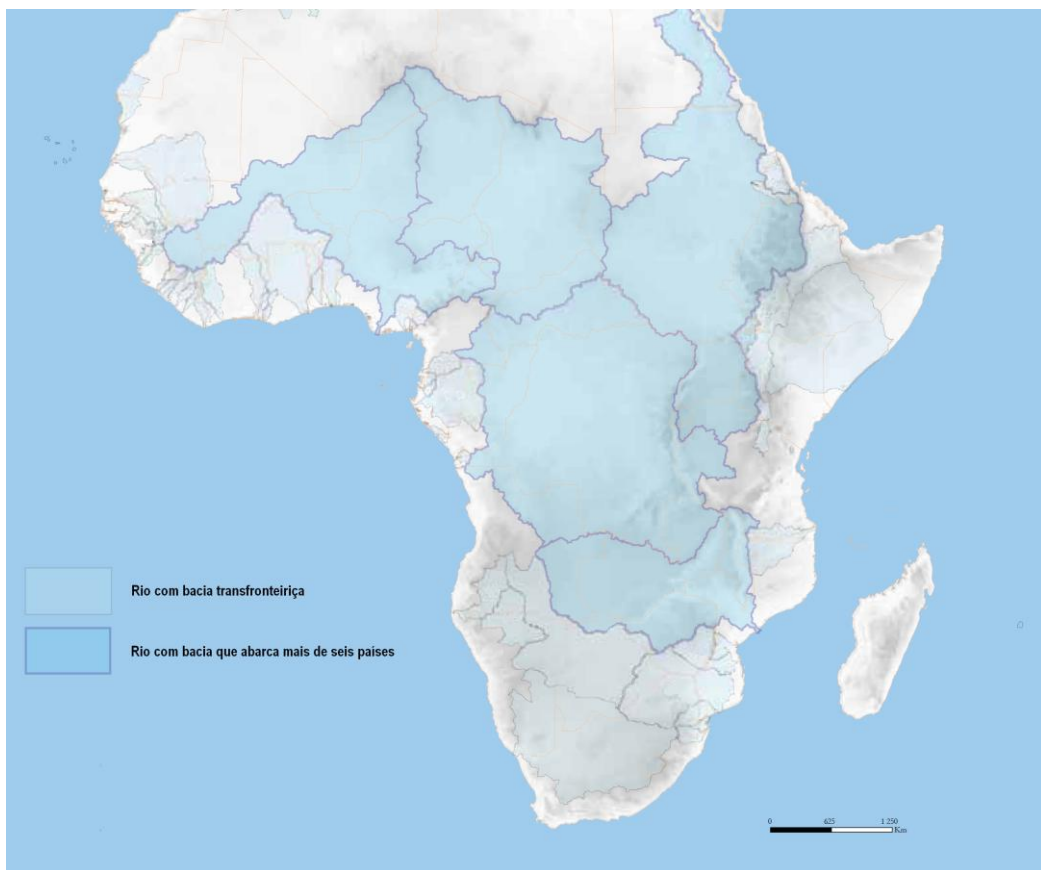 Rio com bacia transfronteiriça
Rio com bacia que abarca mais de seis países
0 625 1 250
Km